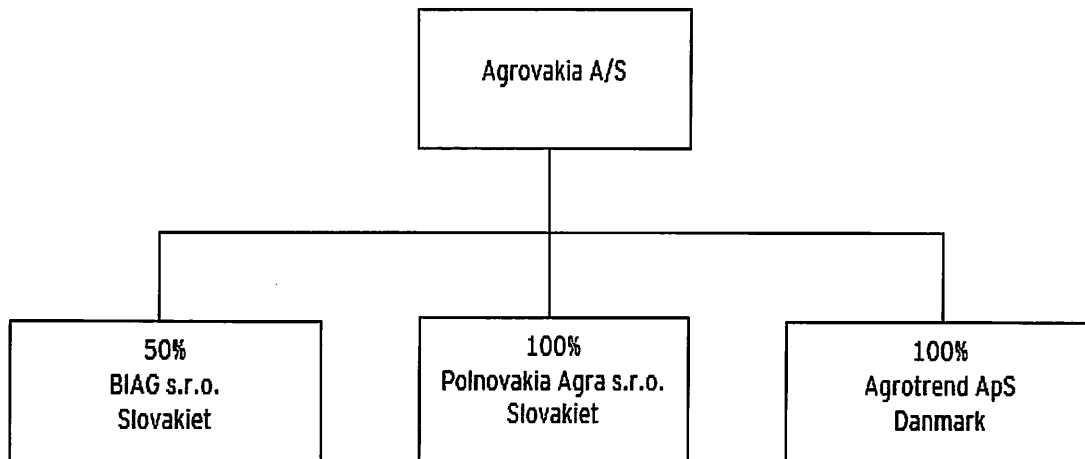 Agrovakia A/S
50%
BIAG s.r.o.
Slovakiet
100%
Polnovakia Agra s.r.o.
Slovakiet
100%
Agrotrend ApS
Danmark